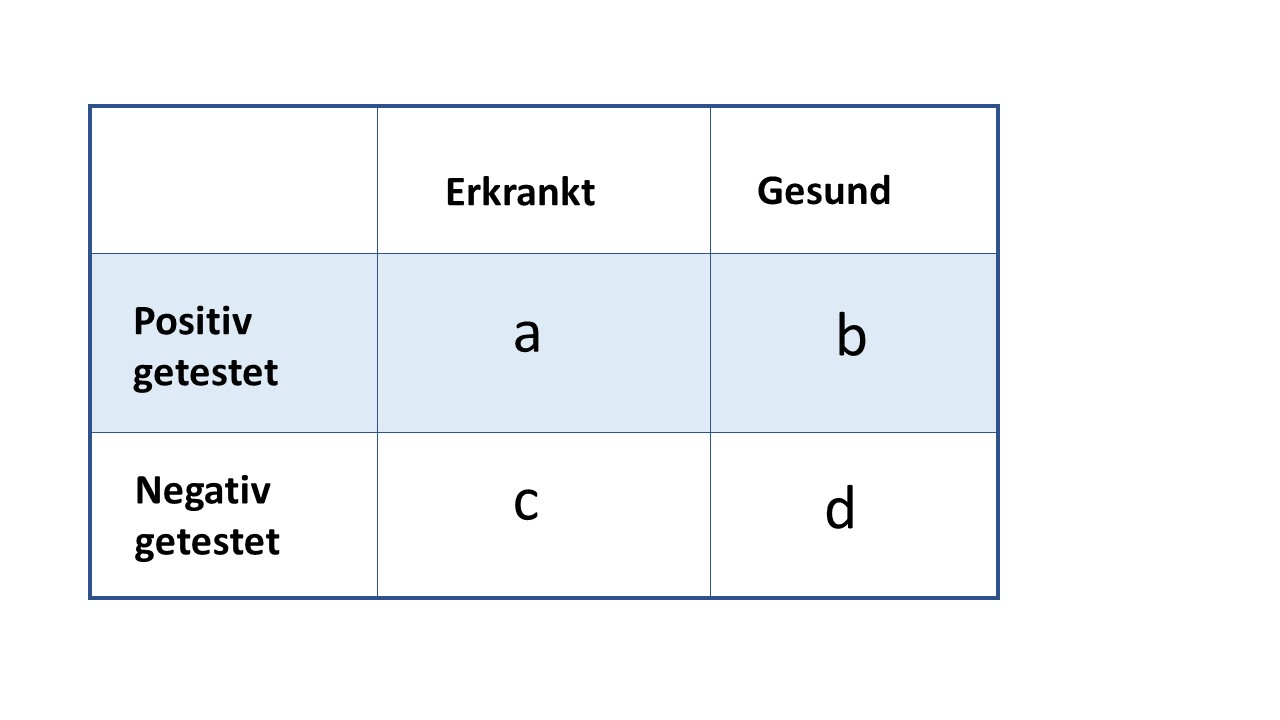 Erkrankt
Gesund
Positiv
getestet
a
b
Negativ
getestet
c
d